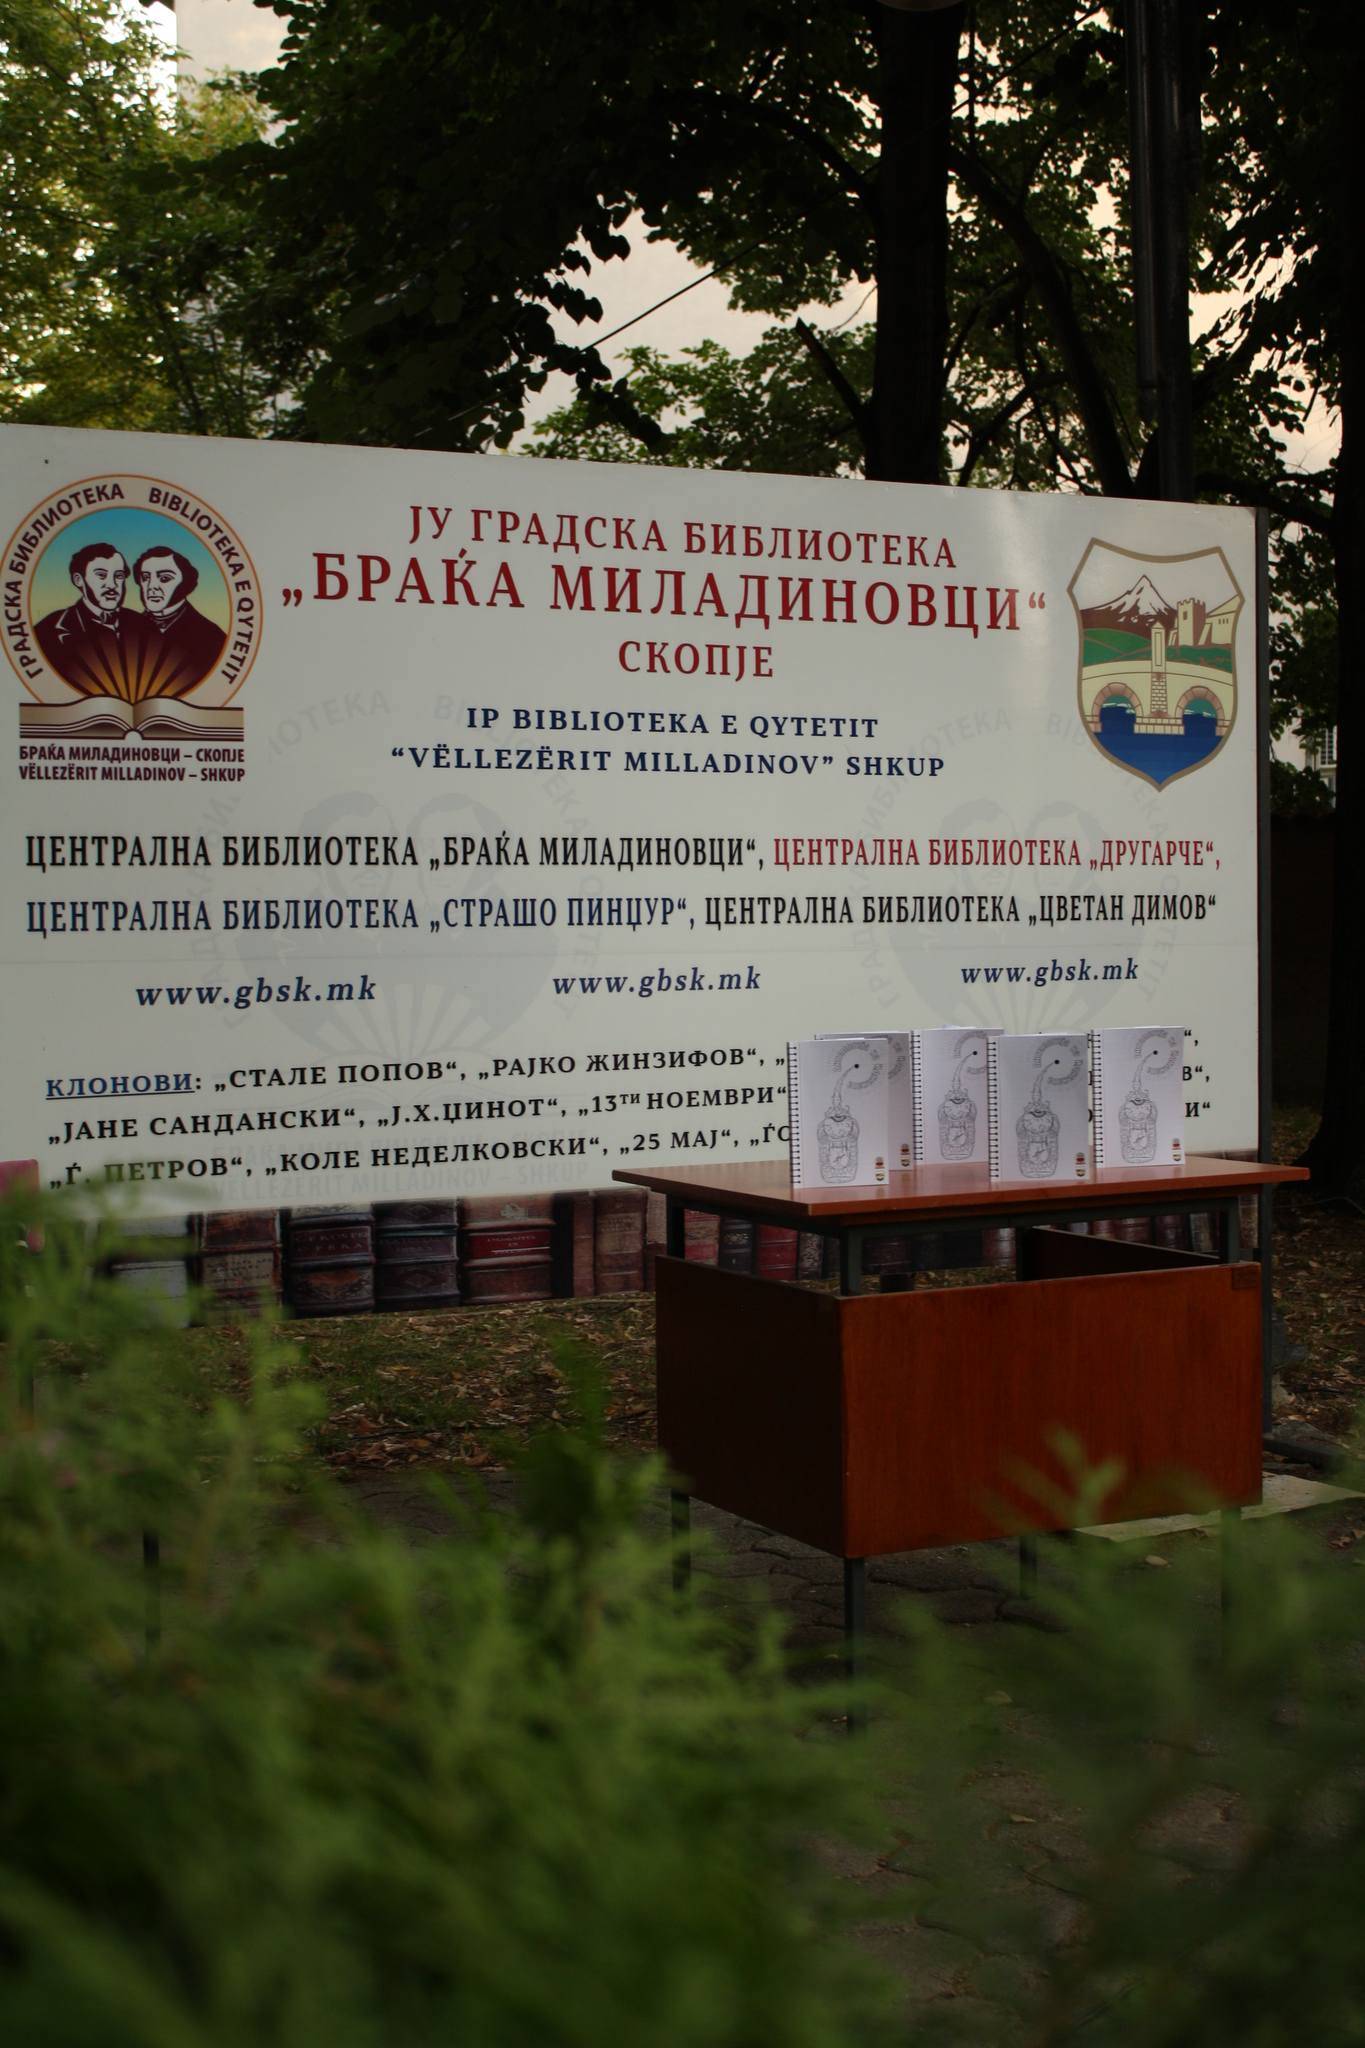 ГРАДСКА БИБЛИОТЕКА BIBLIOTEKA E QYTETIT
БРАЌА МИЛАДИНОВЦИ – СКОПЈЕ
VËLLEZËRIT MILLADINOV – SHKUP
ЈУ ГРАДСКА БИБЛИОТЕКА
„БРАЌА МИЛАДИНОВЦИ“
СКОПЈЕ
IP BIBLIOTEKA E QYTETIT
“VËLLEZËRIT MILLADINOV” SHKUP
ЦЕНТРАЛНА БИБЛИОТЕКА „БРАЌА МИЛАДИНОВЦИ“, ЦЕНТРАЛНА БИБЛИОТЕКА „ДРУГАРЧЕ“,
ЦЕНТРАЛНА БИБЛИОТЕКА „СТРАШО ПИНЏУР“, ЦЕНТРАЛНА БИБЛИОТЕКА „ЦВЕТАН ДИМОВ“
www.gbsk.mk www.gbsk.mk www.gbsk.mk
КЛОНОВИ: „СТАЛЕ ПОПОВ“, „РАЈКО ЖИНЗИФОВ“,
„ЈАНЕ САНДАНСКИ“, „Ј.Х.ЏИНОТ“, „13ТИ НОЕМВРИ“
„Ѓ. ПЕТРОВ“, „КОЛЕ НЕДЕЛКОВСКИ“, „25 МАЈ“,